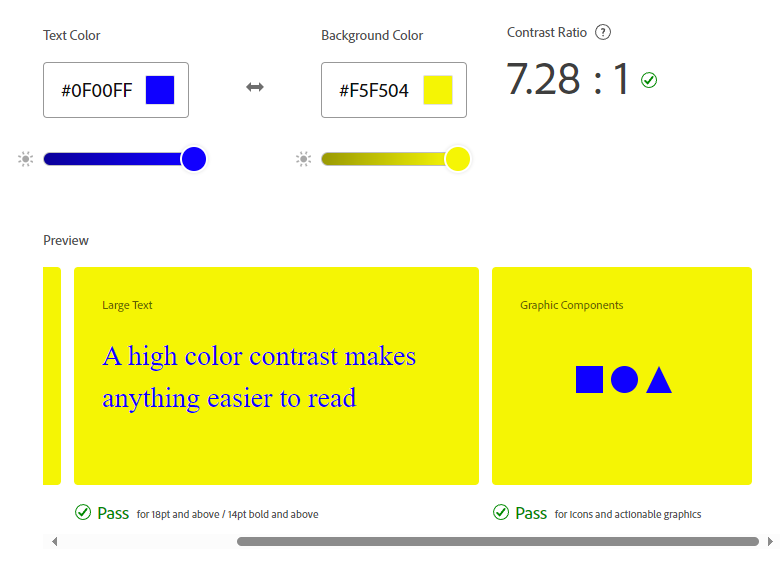 Text Color
Background Color
Contrast Ratio ?
#0F00FF
#F5F504
7.28 : 1
Preview
Large Text
A high color contrast makes
anything easier to read
Graphic Components
Pass for 18pt and above / 14pt bold and above
Pass for icons and actionable graphics